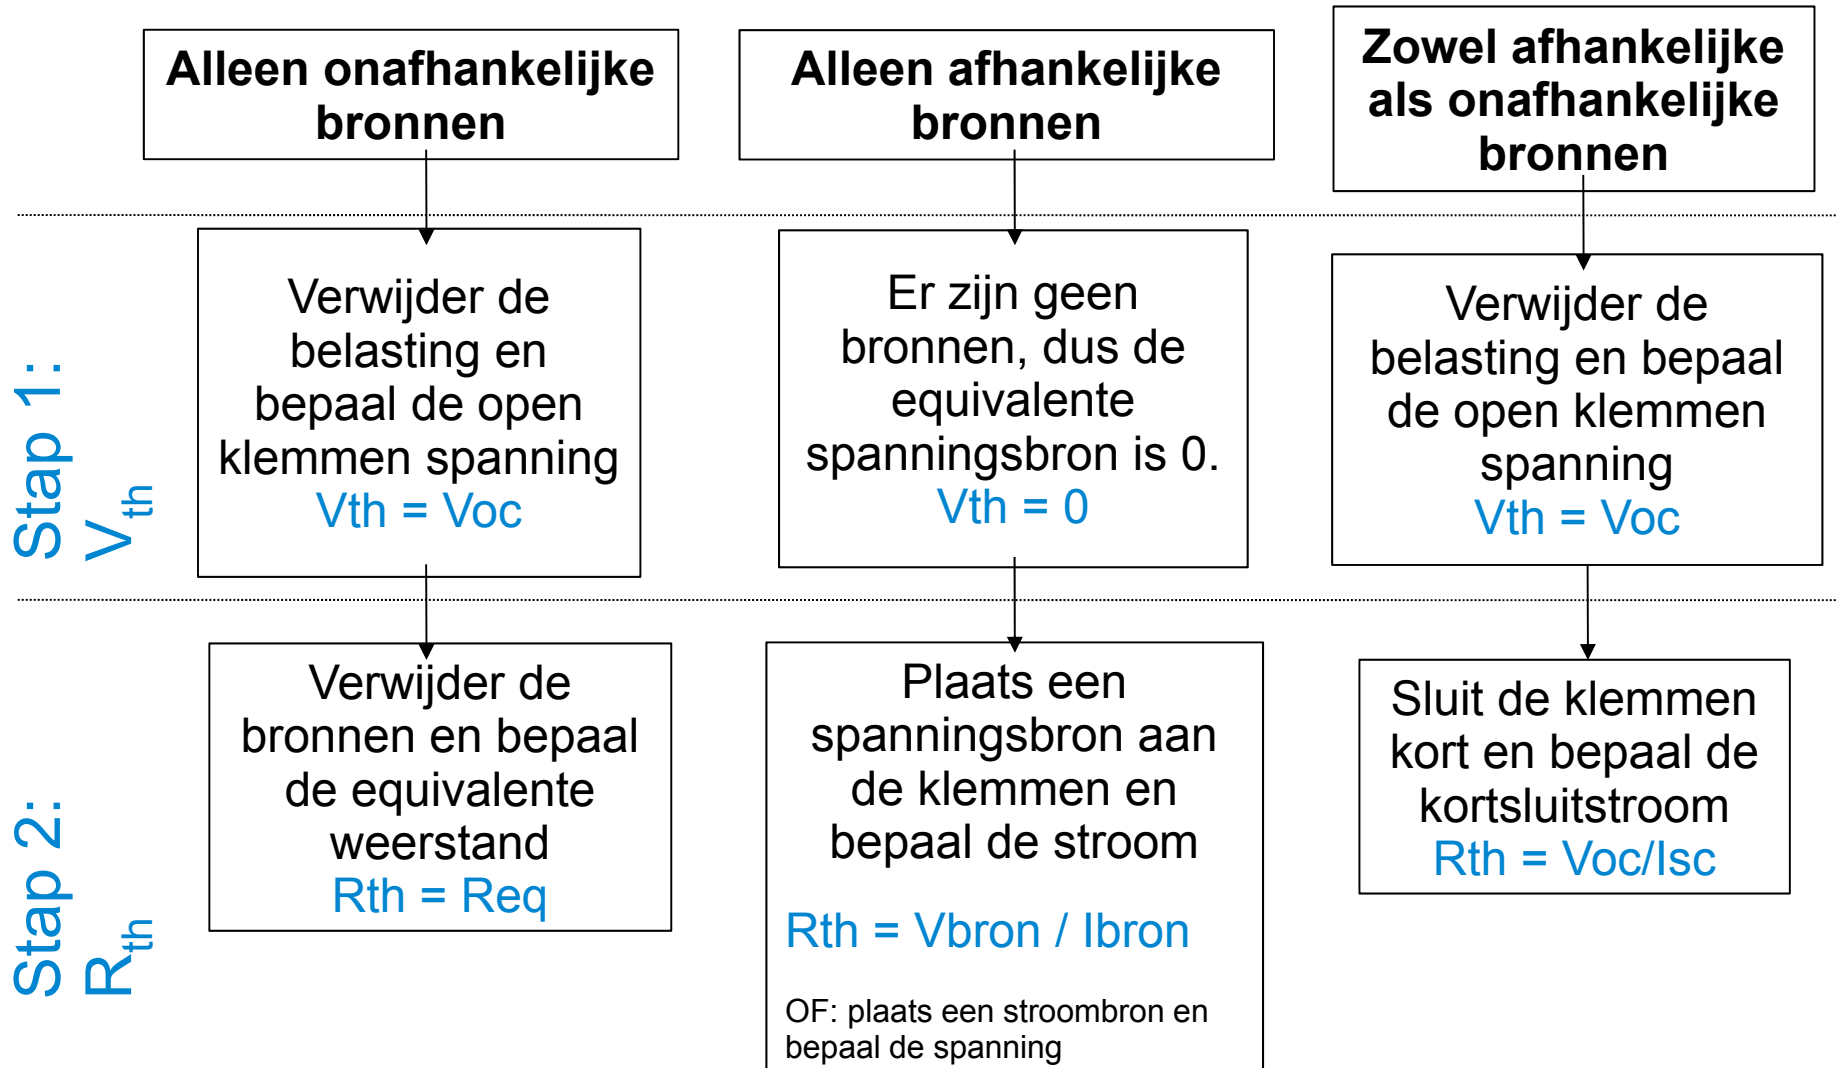 Alleen onafhankelijke
bronnen
Alleen afhankelijke
bronnen
Zowel afhankelijke
als onafhankelijke
bronnen
Stap 1:
Vth
Verwijder de
belasting en
bepaal de open
klemmen spanning
Vth = Voc
Er zijn geen
bronnen, dus de
equivalente
spanningsbron is 0.
Vth = 0
Verwijder de
belasting en bepaal
de open klemmen
spanning
Vth = Voc
Stap 2:
Rth
Verwijder de
bronnen en bepaal
de equivalente
weerstand
Rth = Req
Plaats een
spanningsbron aan
de klemmen en
bepaal de stroom
Rth = Vbron / Ibron
OF: plaats een stroombron en
bepaal de spanning
Sluit de klemmen
kort en bepaal de
kortsluitstroom
Rth = Voc/Isc